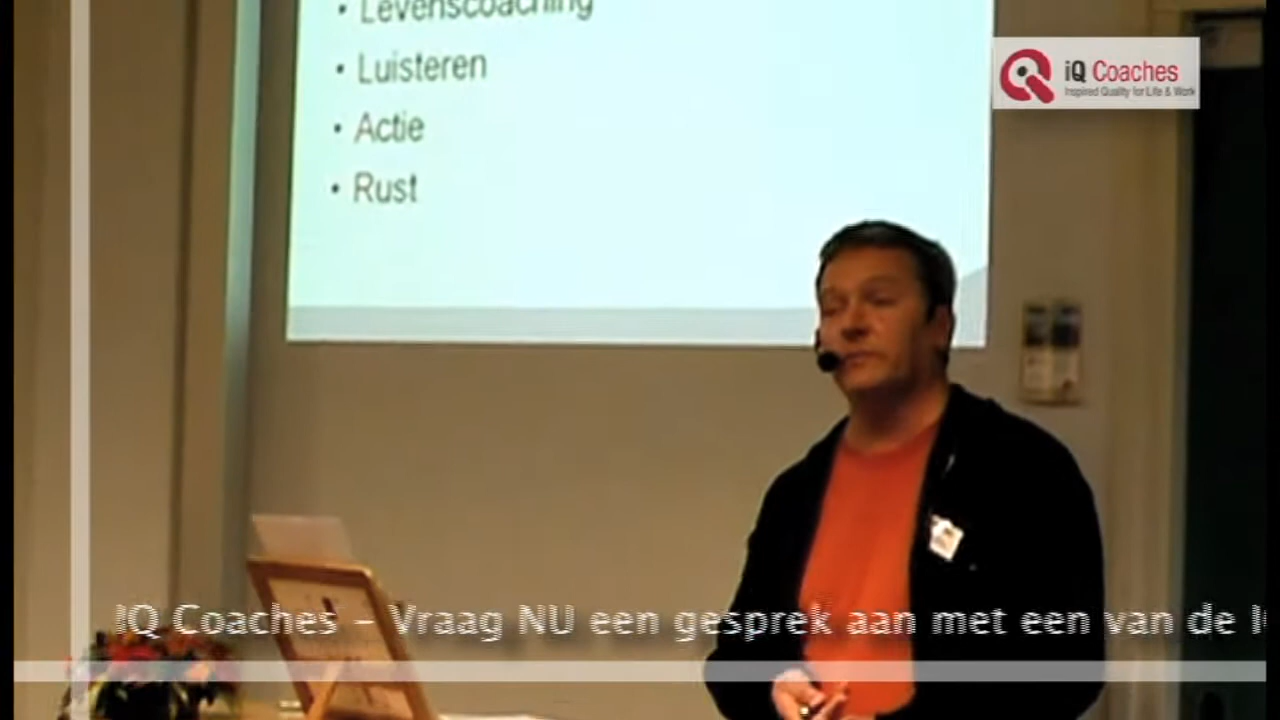 • Levenscoaching
• Luisteren
• Actie
• Rust
iQ Coaches
Inspired Quality for Life & Work
IQ Coaches - Vraag NU een gesprek aan met een van de